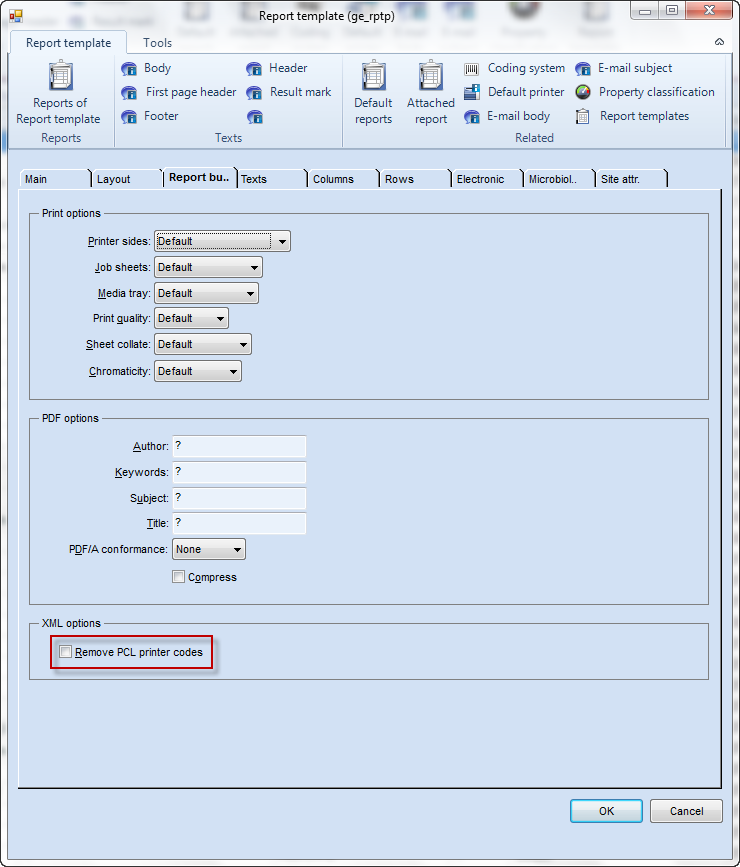 Report template (ge_rptp)
Report template Tools
Body Header Coding system E-mail subject
First page header Result mark Default printer Property classification
Reports of Report template
Default reports
Attached report
Footer E-mail body Report templates
Reports Texts Related
Main Layout Report bu.. Texts Columns Rows Electronic Microbiol.. Site attr.
Print options
Printer sides: Default
Job sheets: Default
Media tray: Default
Print quality: Default
Sheet collate: Default
Chromaticity: Default
PDF options
Author: ?
Keywords: ?
Subject: ?
Title: ?
PDF/A conformance: None
Compress
XML options
Remove PCL printer codes
OK Cancel